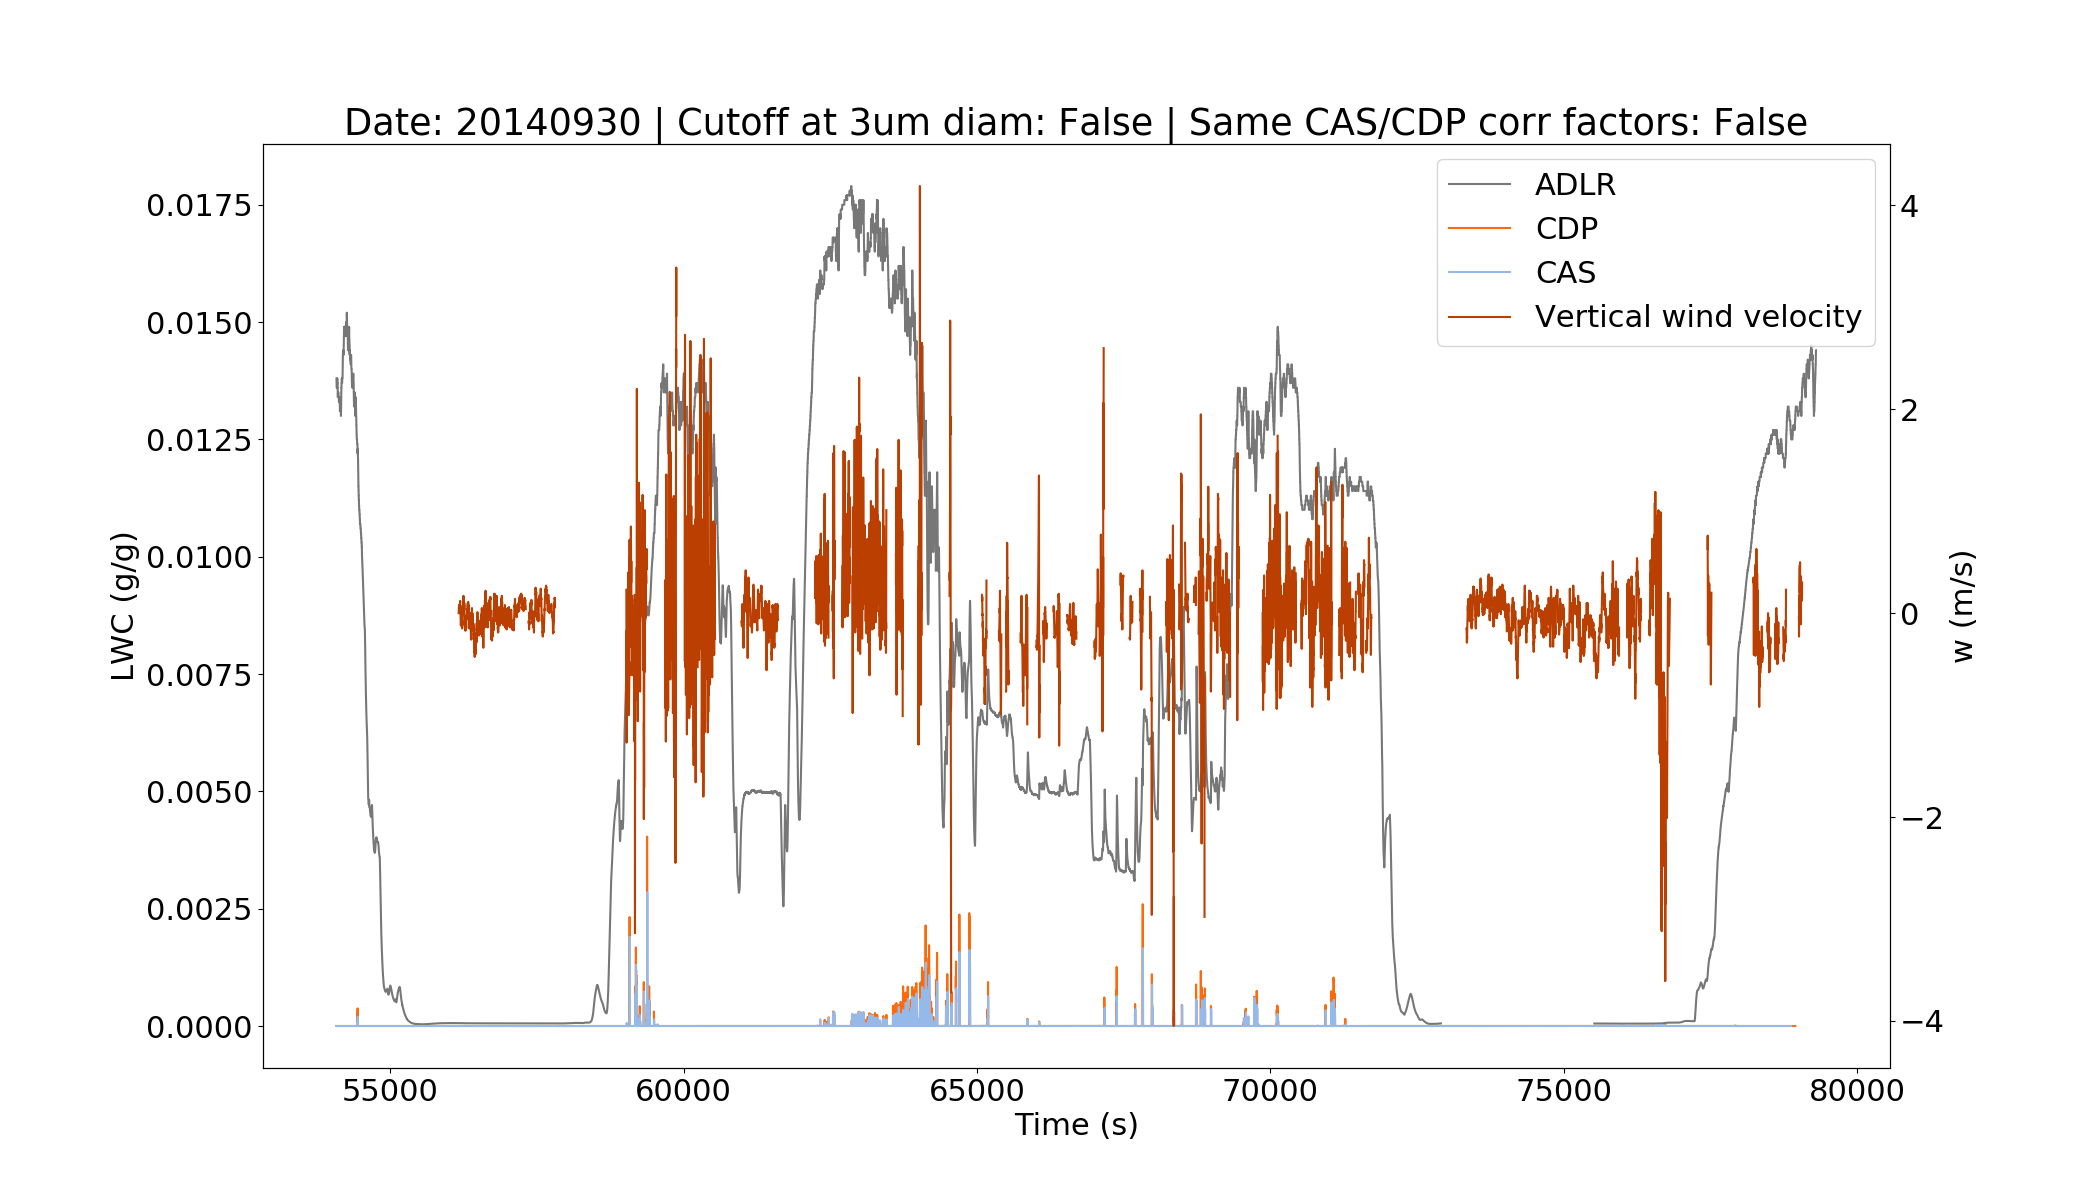 Date: 20140930 | Cutoff at 3um diam: False | Same CAS/CDP corr factors: False
ADLR
CDP
CAS
Vertical wind velocity
0.0175
0.0150
0.0125
0.0100
0.0075
0.0050
0.0025
0.0000
LWC (g/g)
4
2
0
−2
−4
w (m/s)
55000 60000 65000 70000 75000 80000
Time (s)